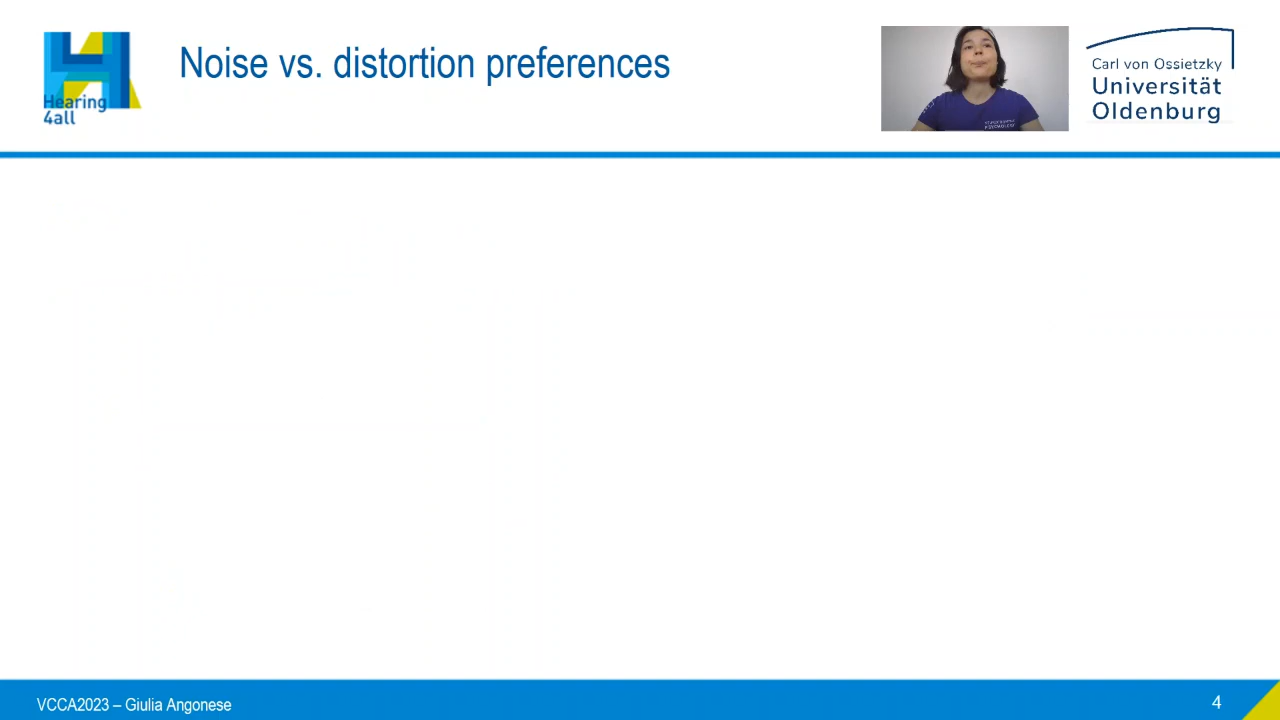 Noise vs. distortion preferences
Hearing
4all
Carl von Ossietzky
Universität
Oldenburg
VCCA2023 – Giulia Angonese
4